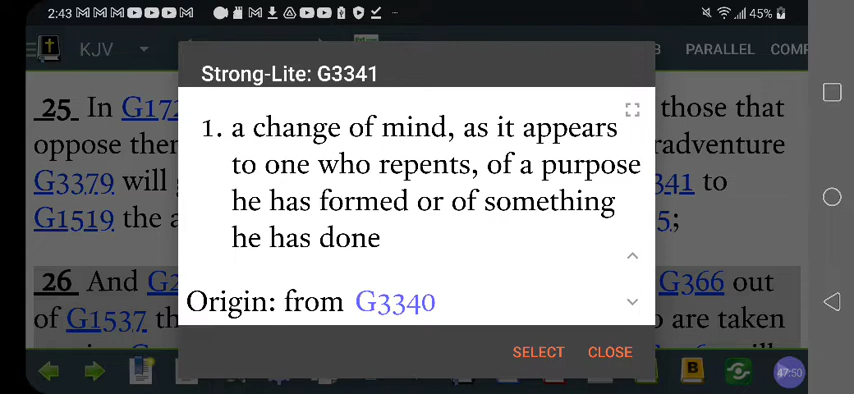 2:43
45%
KJV
PARALLEL
Strong-Lite: G3341
25 In
those that
1. a change of mind, as it appears
oppose
to one who repents, of a purpose
G3379 will
to
he has formed or of something
G1519 the
he has done
26 And
G366 out
Origin: from G3340
of G1537
are taken
SELECT CLOSE
47:50